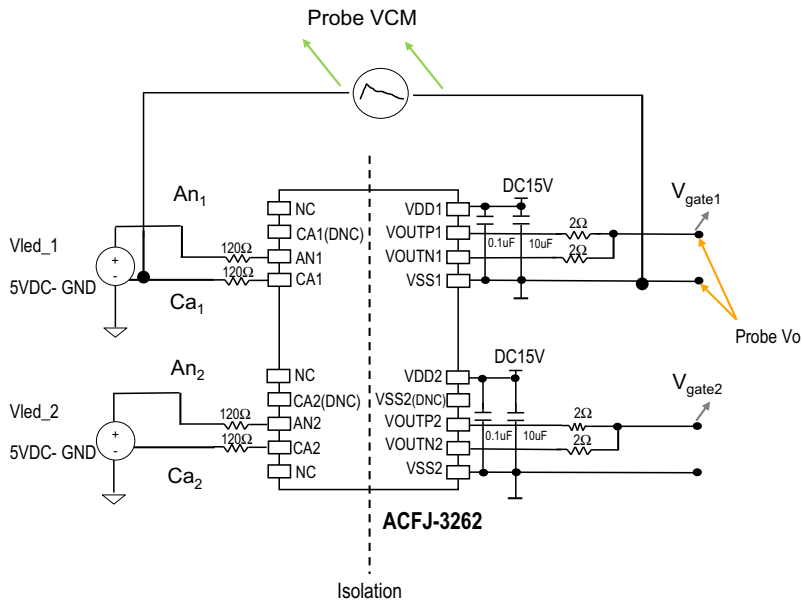 Probe VCM
An1
DC15V
Vgate1
NC
VDD1
CA1(DNC)
VOUTP1
2Ω
Vled_1
120Ω
0.1uF
10uF
AN1
VOUTN1
2Ω
+
-
120Ω
5VDC- GND
CA1
VSS1
Ca1
Probe Vo
An2
DC15V
Vgate2
NC
VDD2
CA2(DNC)
VSS2(DNC)
Vled_2
120Ω
AN2
VOUTP2
2Ω
+
-
120Ω
0.1uF
10uF
5VDC- GND
CA2
VOUTN2
2Ω
Ca2
NC
VSS2
ACFJ-3262
Isolation